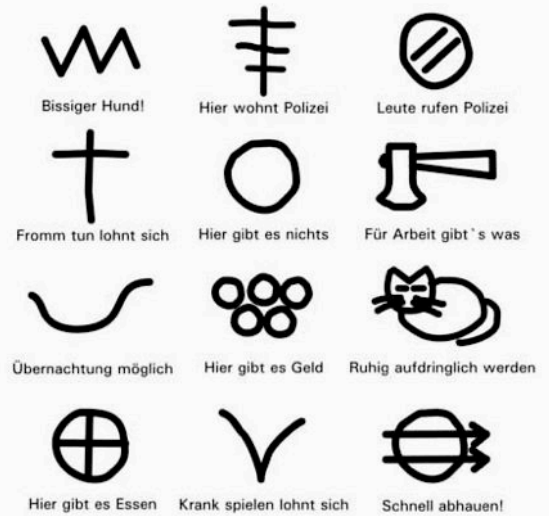 Bissiger Hund!
Hier wohnt Polizei
Leute rufen Polizei
Fromm tun lohnt sich
Hier gibt es nichts
Für Arbeit gibt`s was
Übernachtung möglich
Hier gibt es Geld
Ruhig aufdringlich werden
Hier gibt es Essen
Krank spielen lohnt sich
Schnell abhauen!